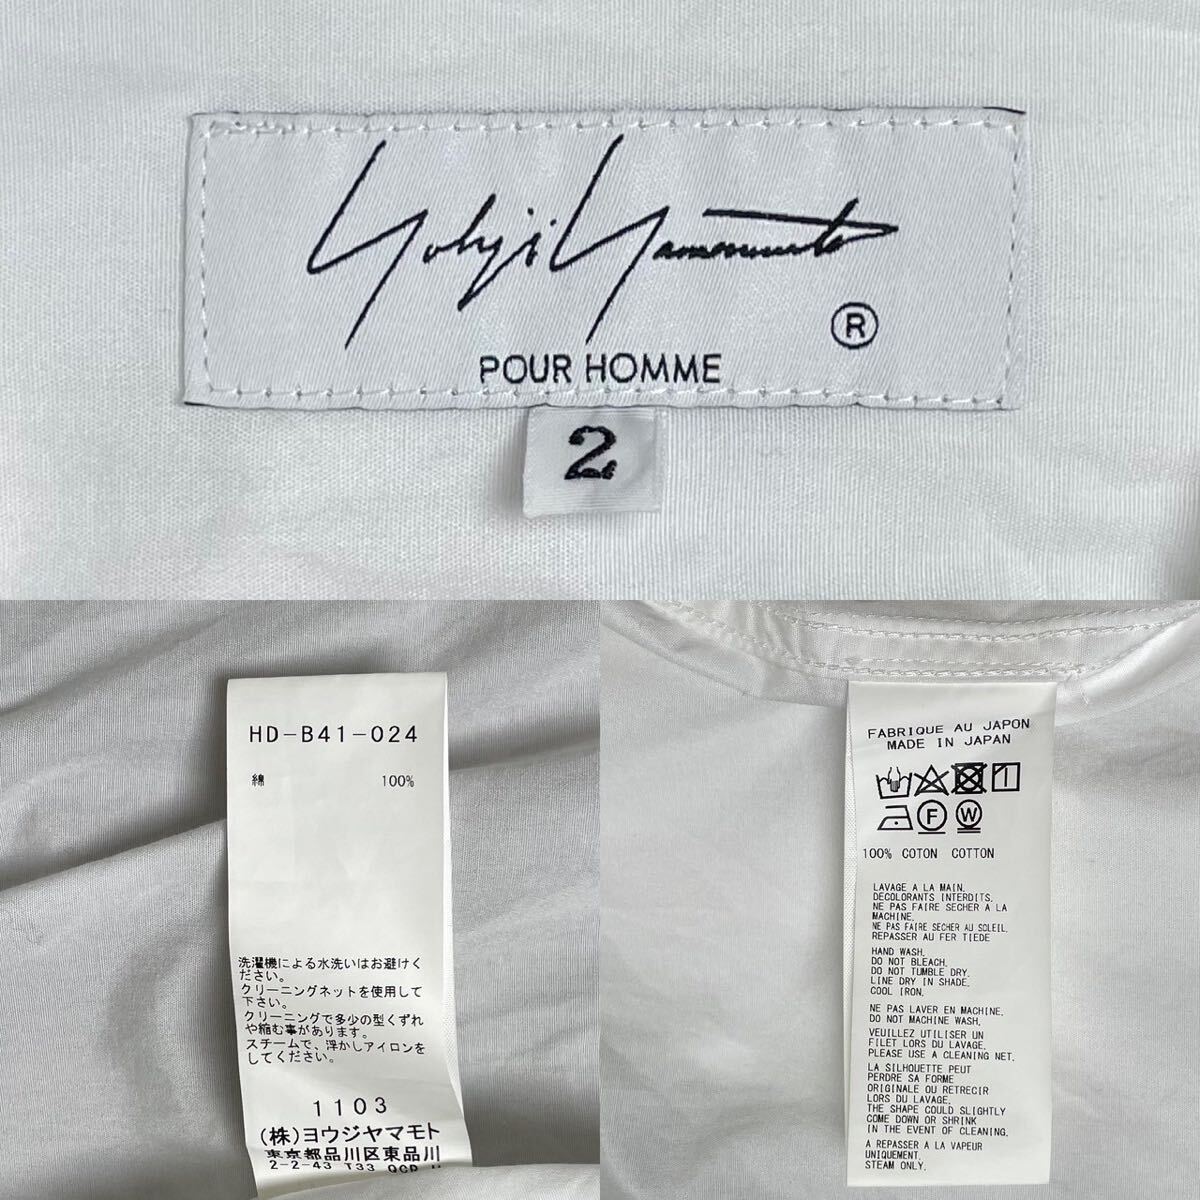 Yohji Yamamoto
®
POUR HOMME
2
HD-B41-024
綿 100%
洗濯機による水洗いはお避けく
ださい。
クリーニングネットを使用して
下さい。
クリーニングで多少の型くずれ
や縮む事があります。
スチームで、浮かしアイロンを
してください。
1103
(株)ヨウジヤマモト
東京都品川区東品川
2-2-43 T33
FABRIQUE AU JAPON
MADE IN JAPAN
1
F W
100% COTON COTTON
LAVAGE A LA MAIN.
DECOLORANTS INTERDITS.
NE PAS FAIRE SECHER A LA
MACHINE.
NE PAS FAIRE SECHER AU SOLEIL.
REPASSER AU FER TIEDE
HAND WASH.
DO NOT BLEACH.
DO NOT TUMBLE DRY.
LINE DRY IN SHADE.
COOL IRON.
NE PAS LAVER EN MACHINE.
DO NOT MACHINE WASH.
VEUILLEZ UTILISER UN
FILET LORS DU LAVAGE.
PLEASE USE A CLEANING NET.
LA SILHOUETTE PEUT
PERDRE SA FORME
ORIGINALE OU RETRECIR
LORS DU LAVAGE.
THE SHAPE COULD SLIGHTLY
COME DOWN OR SHRINK
IN THE EVENT OF CLEANING.
A REPASSER A LA VAPEUR
UNIQUEMENT.
STEAM ONLY.